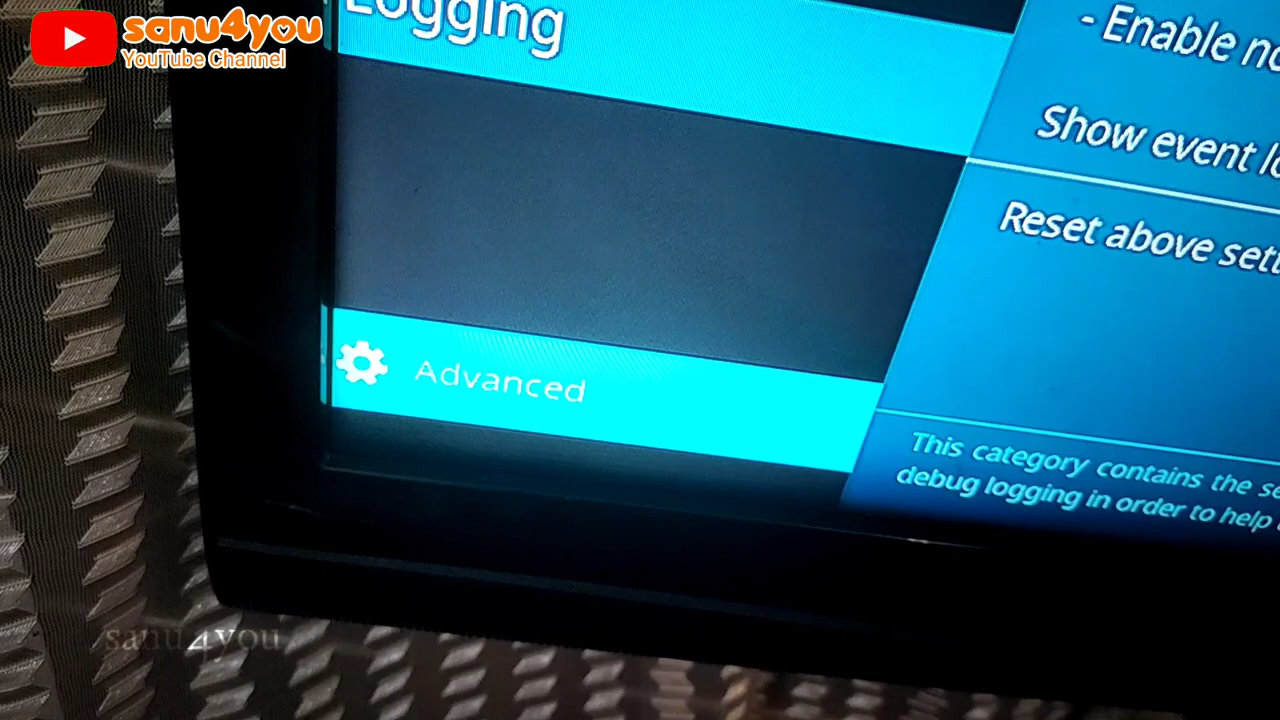 sanu4you
YouTube Channel
Logging
- Enable
Show event
Reset above
Advanced
This category contains the
debug logging in order to help
sanu4you